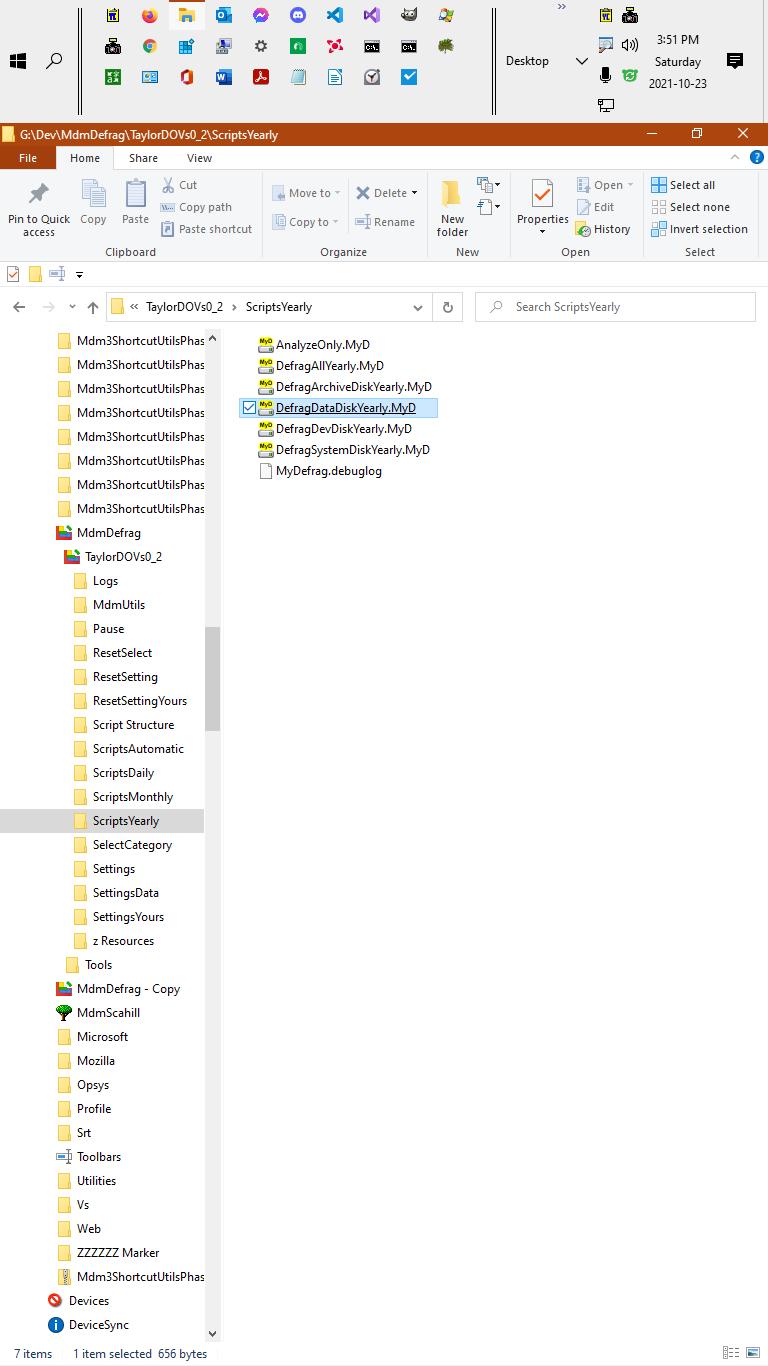 3:51 PM
Desktop
Saturday
2021-10-23
G:\Dev\MdmDefrag\TaylorDOVs0_2\ScriptsYearly
File Home Share View
Pin to Quick access
Copy
Paste
Cut
Copy path
Paste shortcut
Clipboard
Move to
Copy to
Delete
Rename
Organize
New folder
New
Properties
Open
Edit
History
Open
Select all
Select none
Invert selection
Select
« TaylorDOVs0_2 › ScriptsYearly
Search ScriptsYearly
Mdm3ShortcutUtilsPhas
Mdm3ShortcutUtilsPhas
Mdm3ShortcutUtilsPhas
Mdm3ShortcutUtilsPhas
Mdm3ShortcutUtilsPhas
Mdm3ShortcutUtilsPhas
Mdm3ShortcutUtilsPhas
Mdm3ShortcutUtilsPhas
MdmDefrag
TaylorDOVs0_2
Logs
MdmUtils
Pause
ResetSelect
ResetSetting
ResetSettingYours
Script Structure
ScriptsAutomatic
ScriptsDaily
ScriptsMonthly
ScriptsYearly
SelectCategory
Settings
SettingsData
SettingsYours
z Resources
Tools
MdmDefrag - Copy
MdmScahill
Microsoft
Mozilla
Opsys
Profile
Srt
Toolbars
Utilities
Vs
Web
ZZZZZZ Marker
Mdm3ShortcutUtilsPhas
Devices
DeviceSync
AnalyzeOnly.MyD
DefragAllYearly.MyD
DefragArchiveDiskYearly.MyD
DefragDataDiskYearly.MyD
DefragDevDiskYearly.MyD
DefragSystemDiskYearly.MyD
MyDefrag.debuglog
7 items 1 item selected 656 bytes